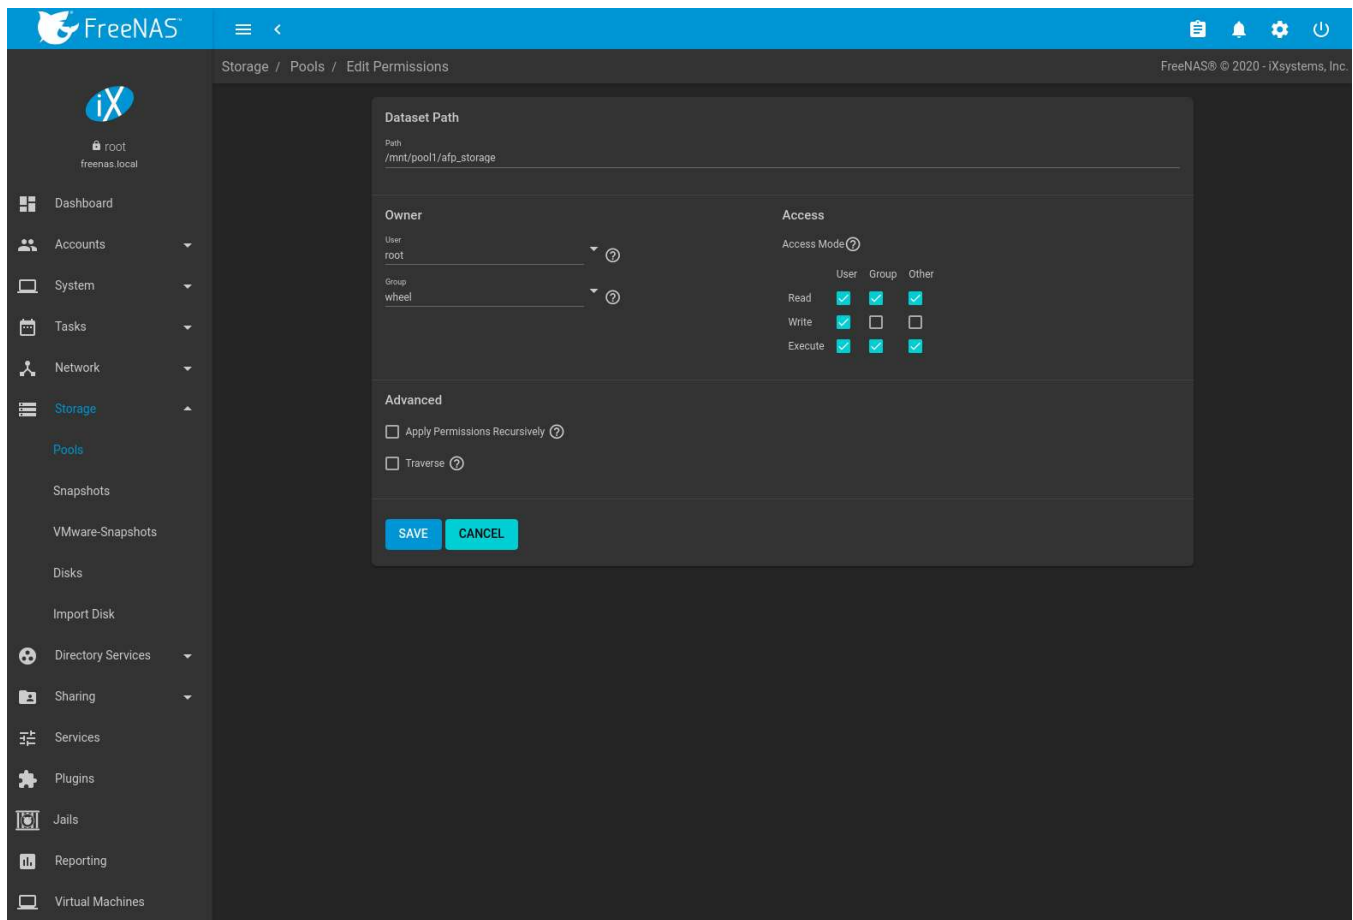 FreeNAS™
Storage / Pools / Edit Permissions
FreeNAS® © 2020 - iXsystems, Inc.
iX
root
freenas.local
Dashboard
Accounts
System
Tasks
Network
Storage
Pools
Snapshots
VMware-Snapshots
Disks
Import Disk
Directory Services
Sharing
Services
Plugins
Jails
Reporting
Virtual Machines
Dataset Path
Path
/mnt/pool1/afp_storage
Owner
User
root
Group
wheel
Access
Access Mode
User Group Other
Read
Write
Execute
Advanced
Apply Permissions Recursively
Traverse
SAVE CANCEL